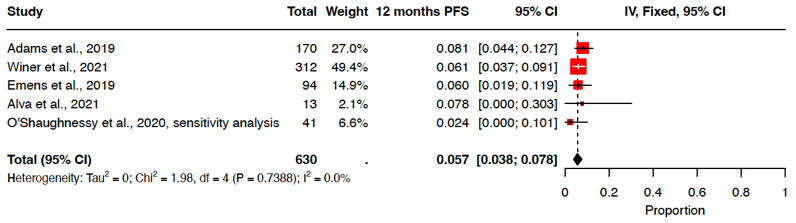 Study Total Weight 12 months PFS 95% CI IV, Fixed, 95% CI
Adams et al., 2019 170 27.0% 0.081 [0.044; 0.127]
Winer et al., 2021 312 49.4% 0.061 [0.037; 0.091]
Emens et al., 2019 94 14.9% 0.060 [0.019; 0.119]
Alva et al., 2021 13 2.1% 0.078 [0.000; 0.303]
O'Shaughnessy et al., 2020, sensitivity analysis 41 6.6% 0.024 [0.000; 0.101]
Total (95% CI) 630 . 0.057 [0.038; 0.078]
Heterogeneity: Tau² = 0; Chi² = 1.98, df = 4 (P = 0.7388); I² = 0.0%
0 0.2 0.4 0.6 0.8 1
Proportion